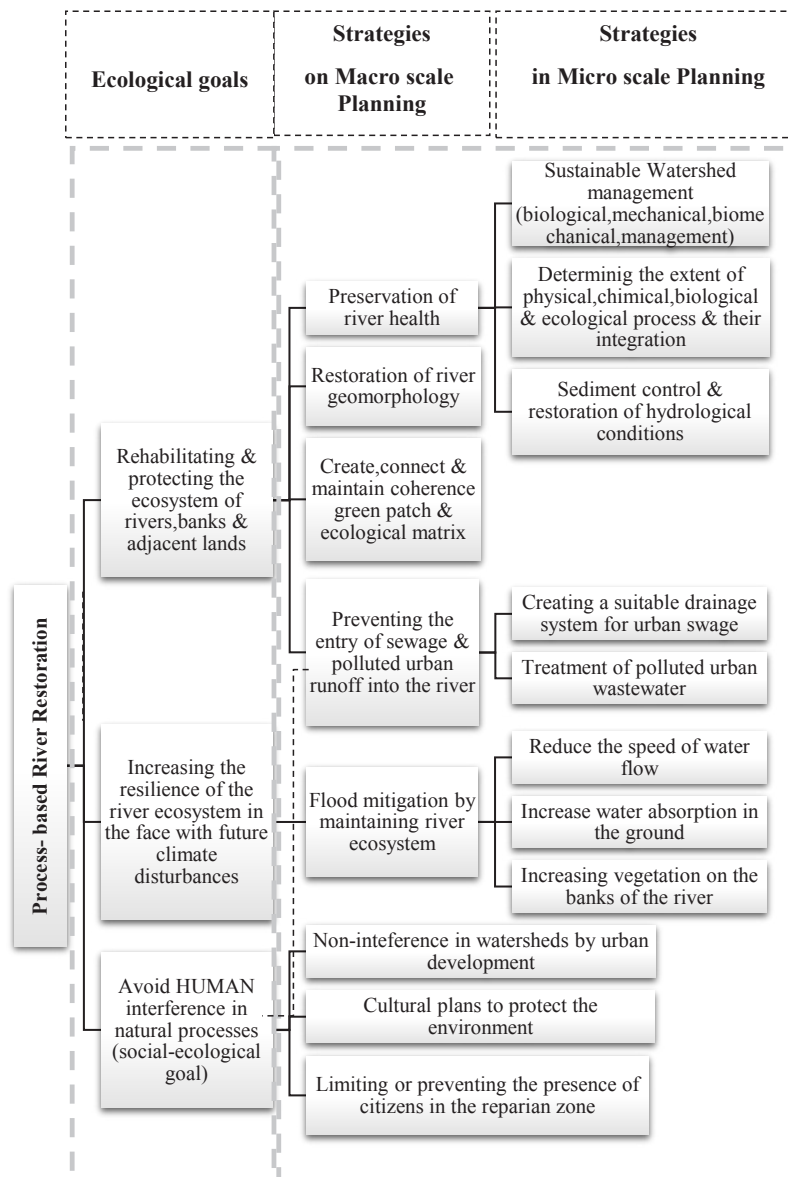 Ecological goals
Strategies
on Macro scale
Planning
Strategies
in Micro scale Planning
Process- based River Restoration
Rehabilitating &
protecting the
ecosystem of
rivers,banks &
adjacent lands
Preservation of
river health
Sustainable Watershed
management
(biological,mechanical,biome
chanical,management)
Determinig the extent of
physical,chimical,biological
& ecological process & their
integration
Sediment control &
restoration of hydrological
conditions
Restoration of river
geomorphology
Create,connect &
maintain coherence
green patch &
ecological matrix
Preventing the
entry of sewage &
polluted urban
runoff into the river
Creating a suitable drainage
system for urban swage
Treatment of polluted urban
wastewater
Increasing the
resilience of the
river ecosystem in
the face with future
climate
disturbances
Flood mitigation by
maintaining river
ecosystem
Reduce the speed of water
flow
Increase water absorption in
the ground
Increasing vegetation on the
banks of the river
Avoid HUMAN
interference in
natural processes
(social-ecological
goal)
Non-inteference in watersheds by urban
development
Cultural plans to protect the
environment
Limiting or preventing the presence of
citizens in the reparian zone